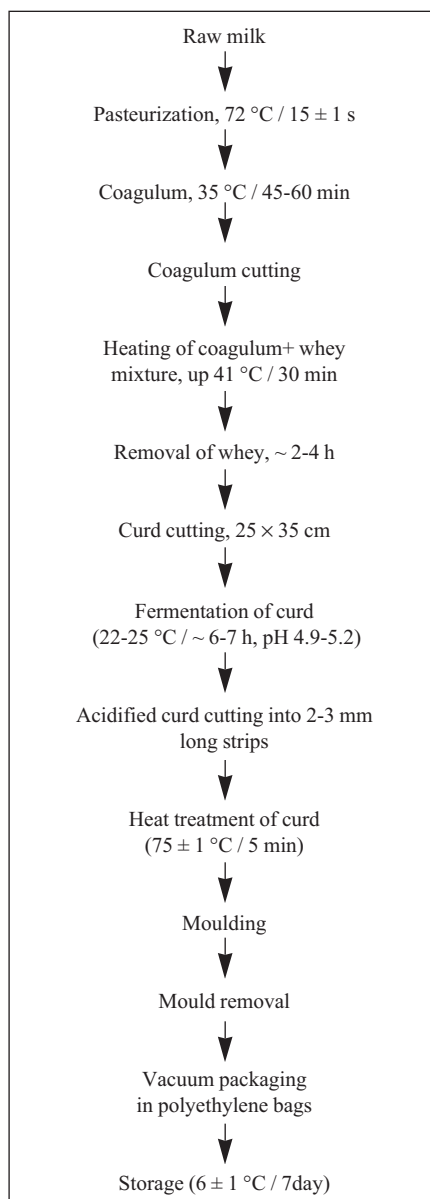 Raw milk
Pasteurization, 72 °C / 15 ± 1 s
Coagulum, 35 °C / 45-60 min
Coagulum cutting
Heating of coagulum+ whey
mixture, up 41 °C / 30 min
Removal of whey, ~ 2-4 h
Curd cutting, 25 × 35 cm
Fermentation of curd
(22-25 °C / ~ 6-7 h, pH 4.9-5.2)
Acidified curd cutting into 2-3 mm
long strips
Heat treatment of curd
(75 ± 1 °C / 5 min)
Moulding
Mould removal
Vacuum packaging
in polyethylene bags
Storage (6 ± 1 °C / 7day)